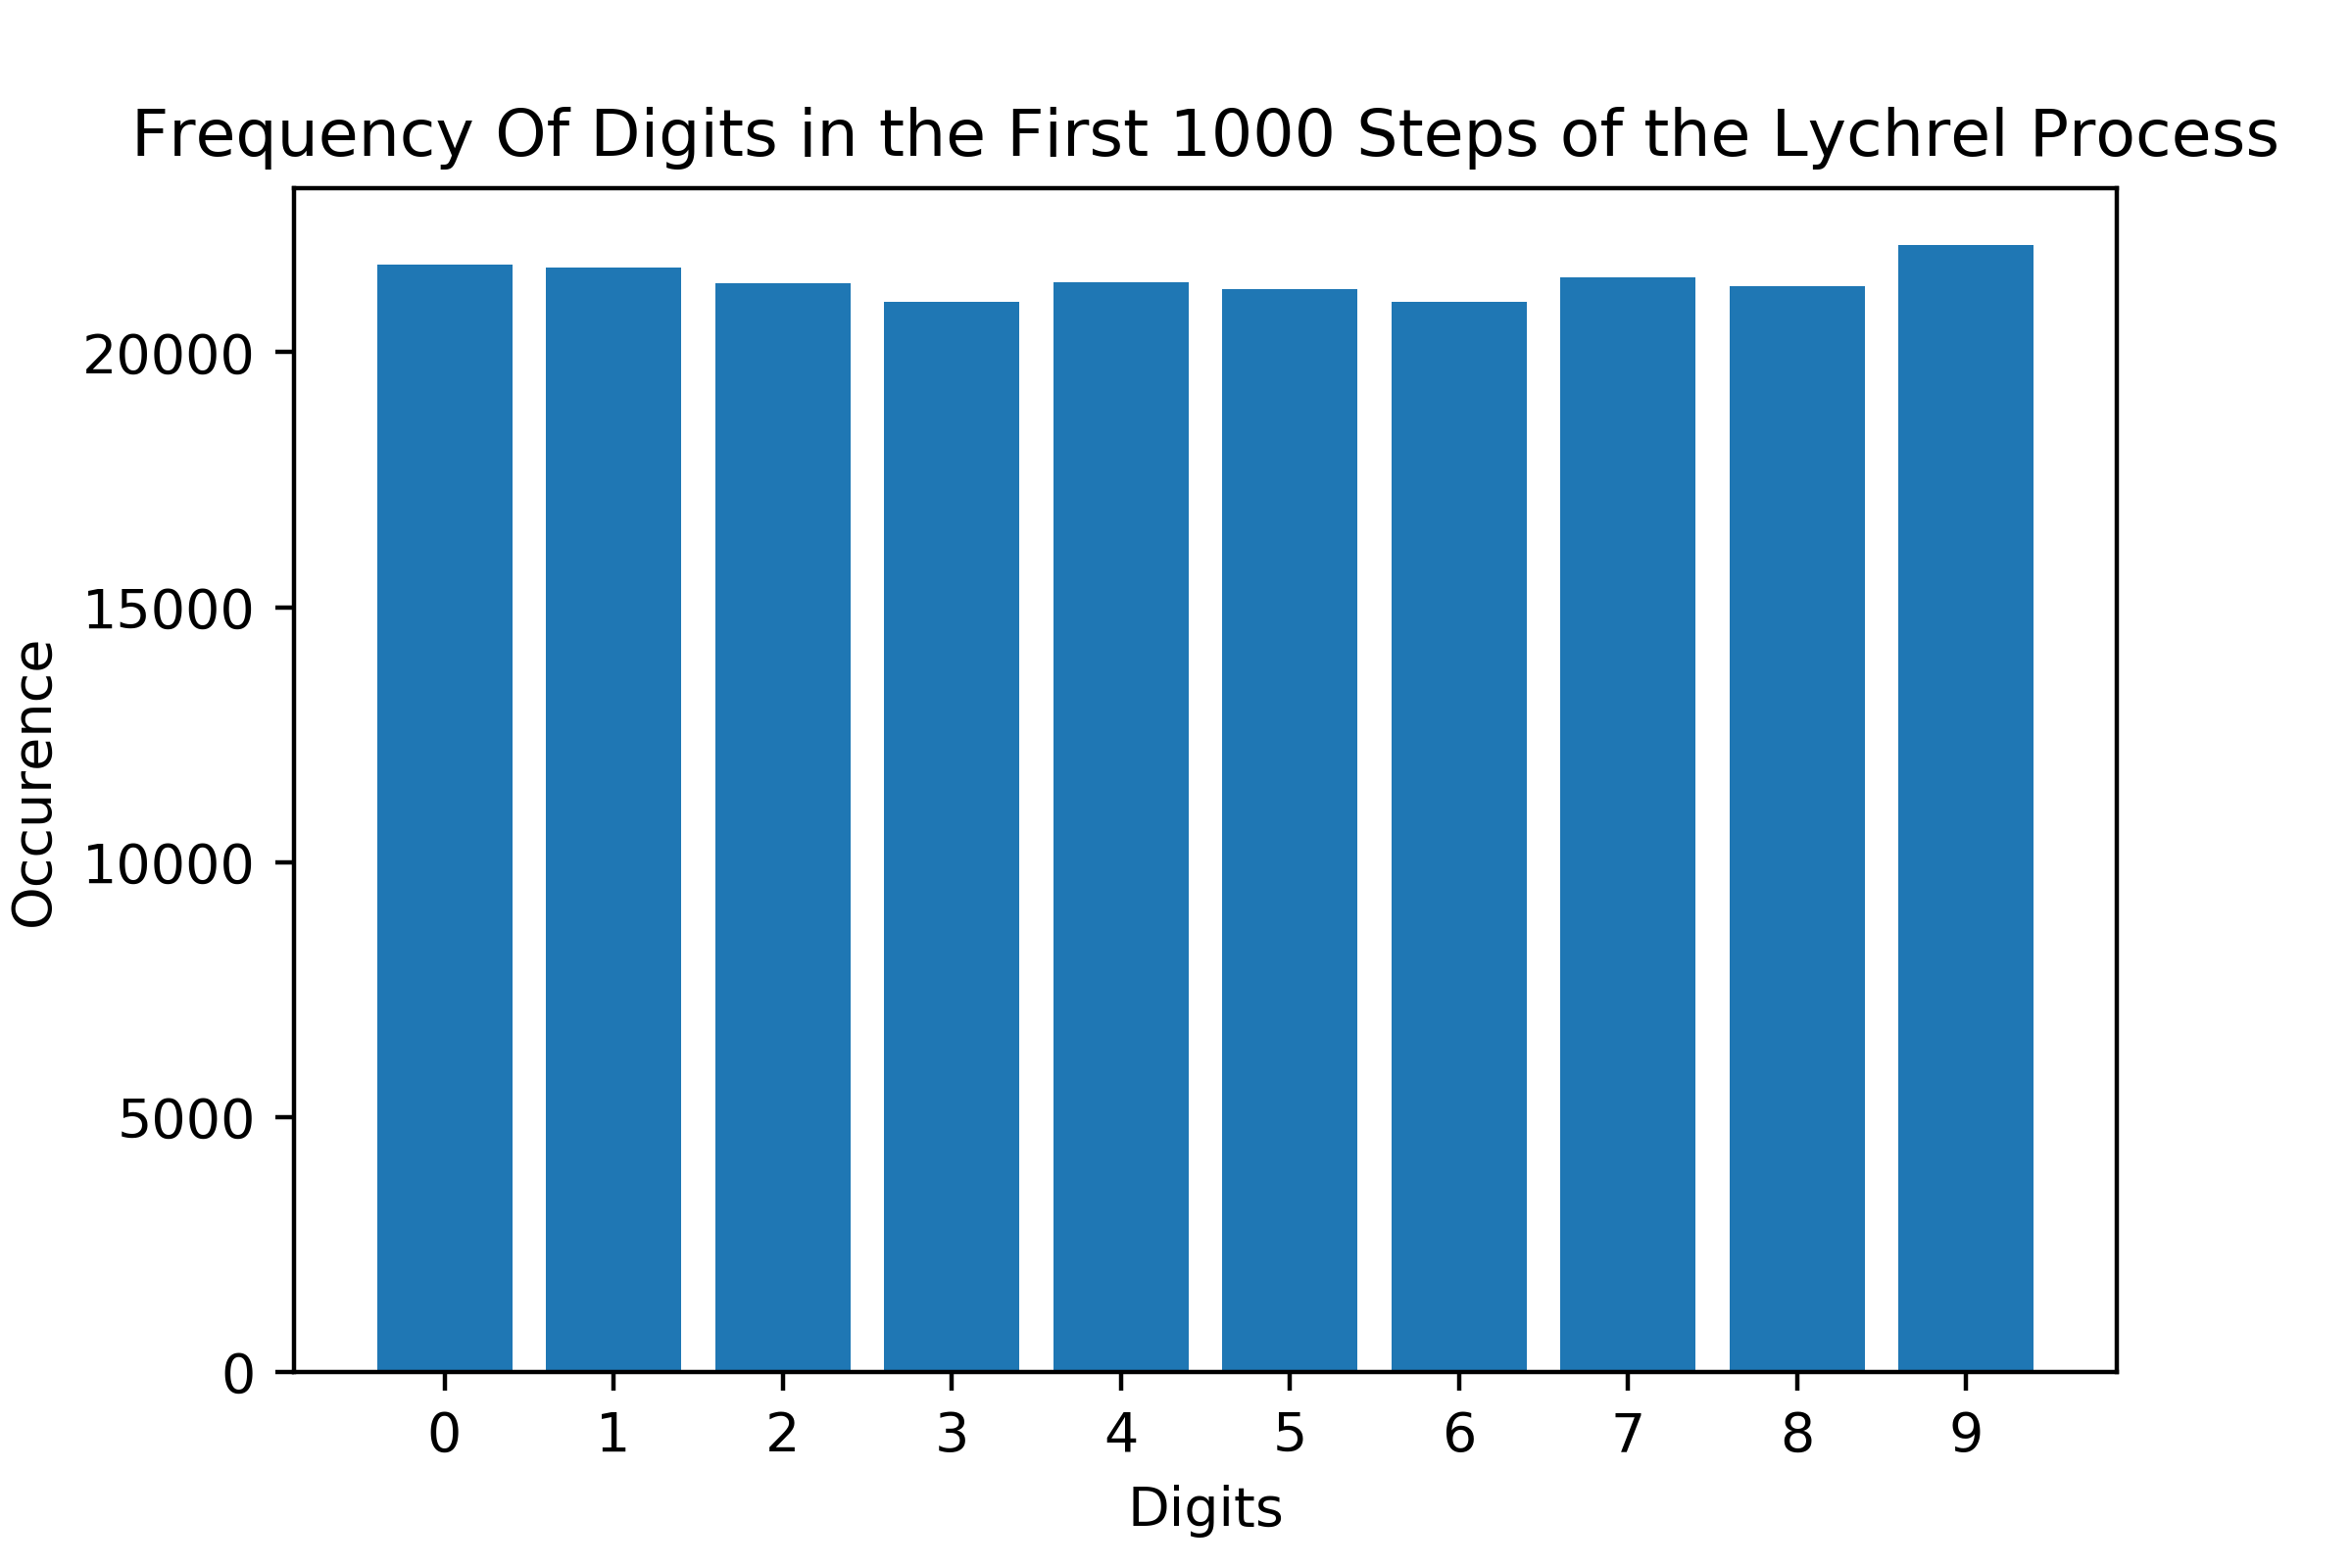 Frequency Of Digits in the First 1000 Steps of the Lychrel Process
20000
15000
10000
5000
0
Occurence
0 1 2 3 4 5 6 7 8 9
Digits